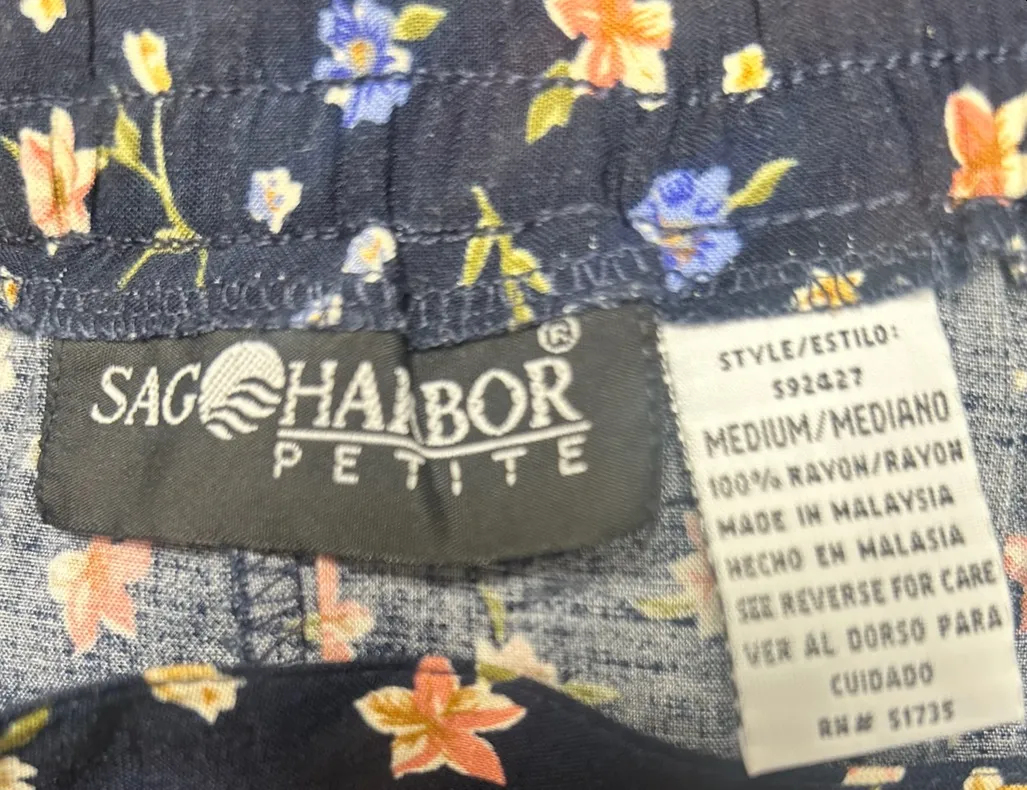 SAG HARBOR®
PETITE
STYLE/ESTILO:
592427
MEDIUM/MEDIANO
100% RAYON/RAYON
MADE IN MALAYSIA
HECHO EN MALASIA
SEE REVERSE FOR CARE
VER AL DORSO PARA
CUIDADO
RN# 51735